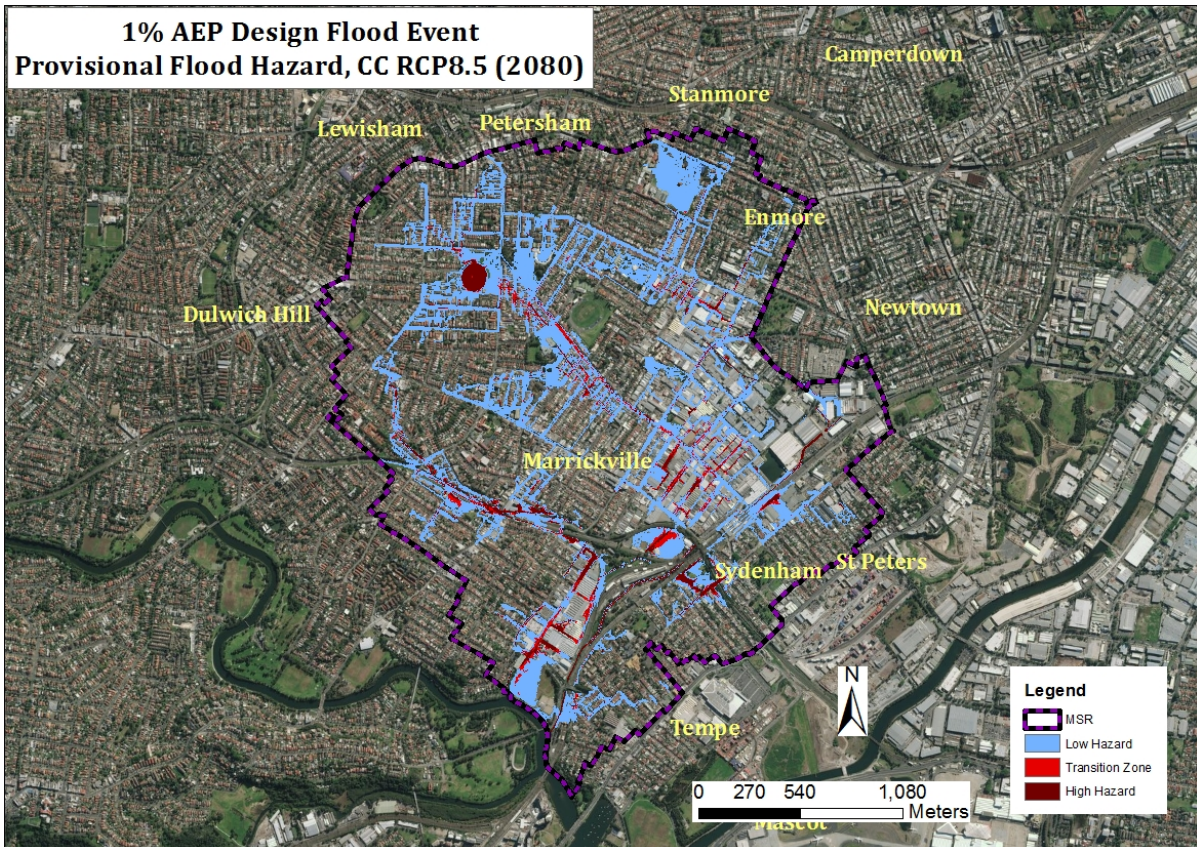 1% AEP Design Flood Event
Provisional Flood Hazard, CC RCP8.5 (2080)
Camperdown
Stanmore
Petersham
Lewisham
Enmore
Newtown
Dulwich Hill
Marrickville
Sydenham
St Peters
Tempe
N
Legend
MSR
Low Hazard
Transition Zone
High Hazard
0 270 540 1,080
Meters
Mascot